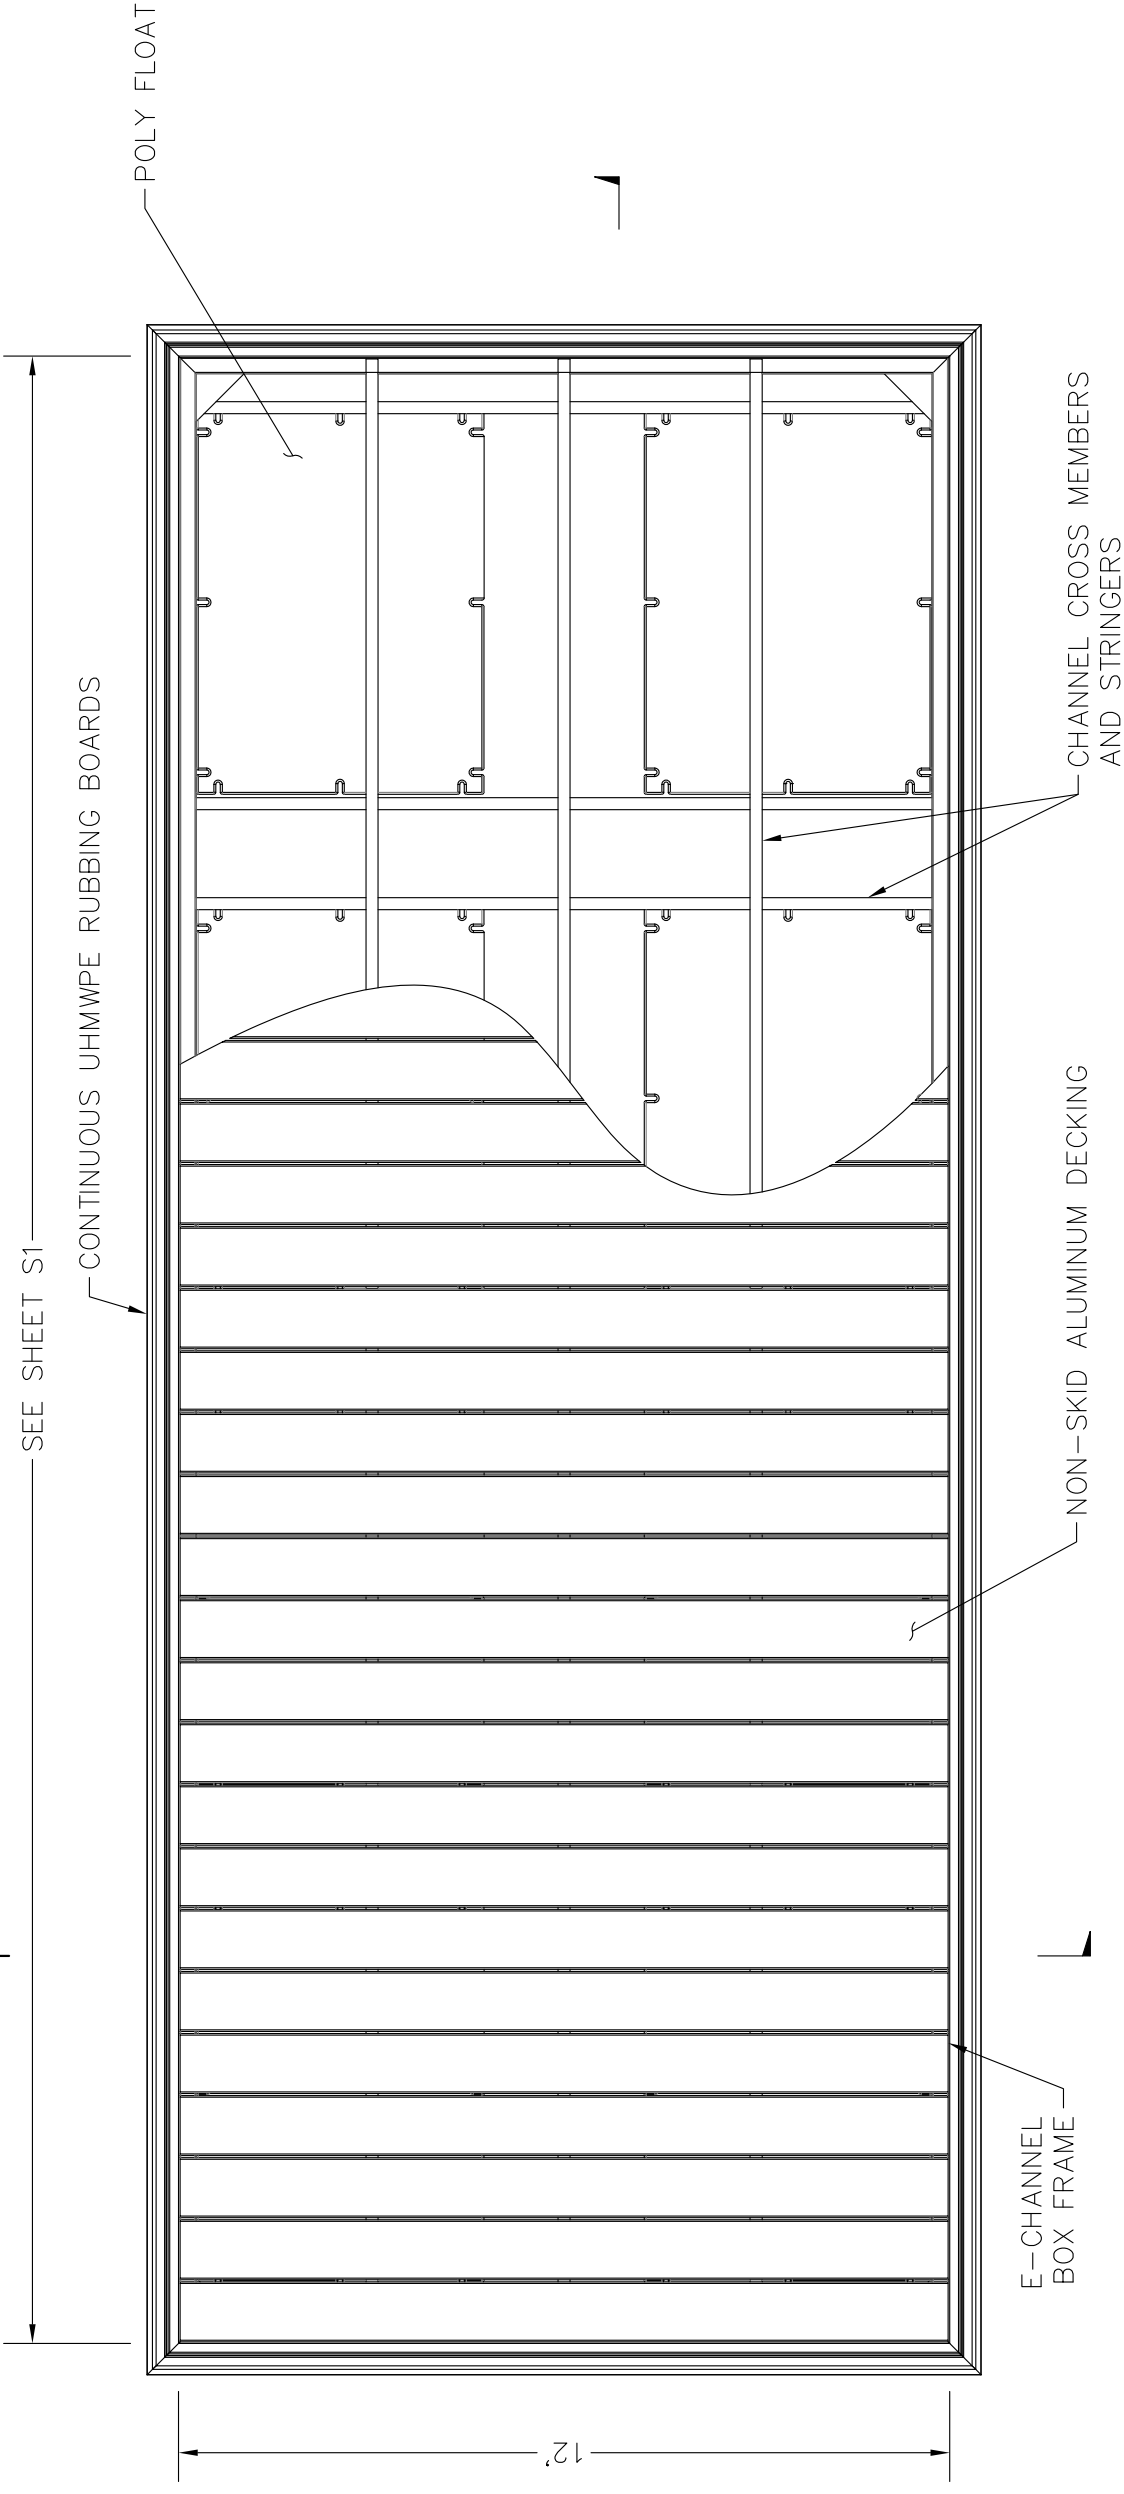 POLY FLOAT
SEE SHEET S1
CONTINUOUS UHMWPE RUBBING BOARDS
CHANNEL CROSS MEMBERS
AND STRINGERS
NON-SKID ALUMINUM DECKING
E-CHANNEL
BOX FRAME
12'